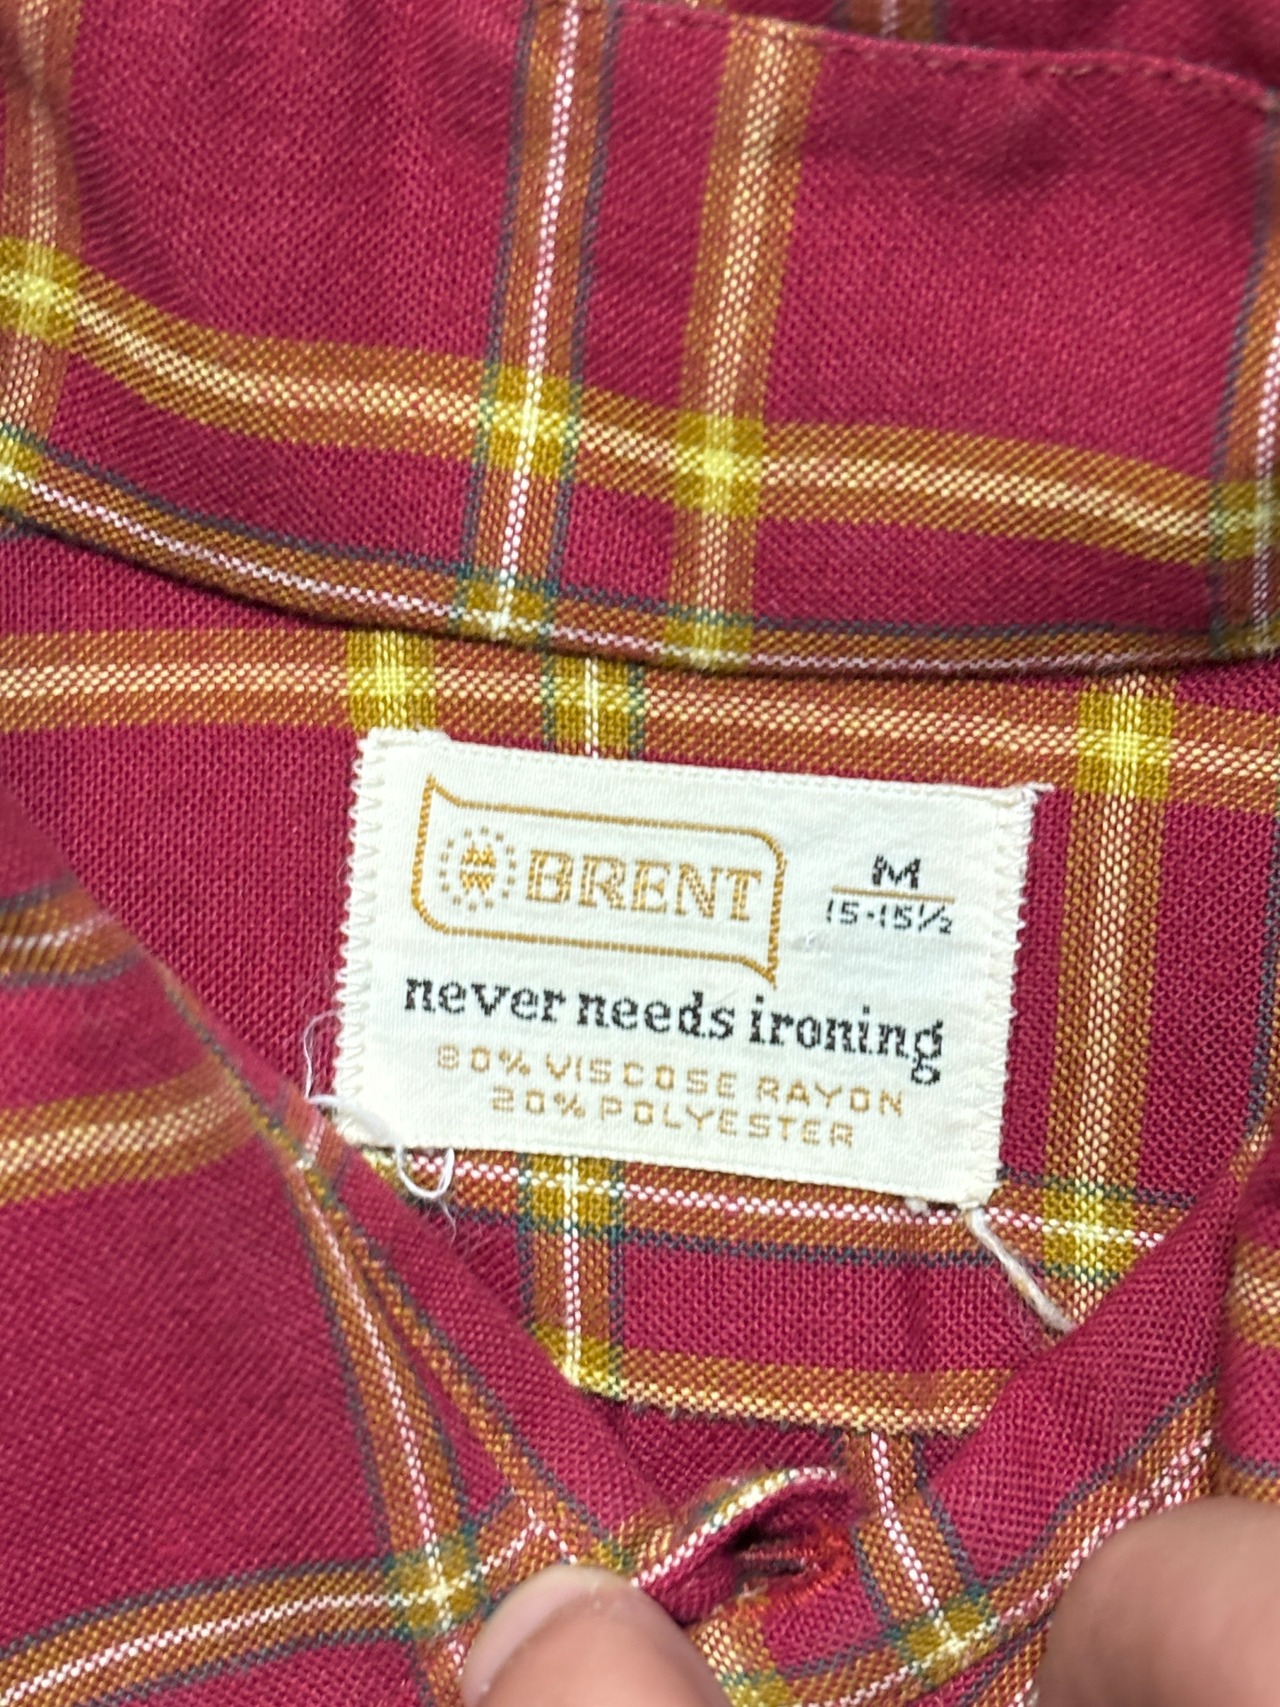 BRENT
M
15-15½
never needs ironing
80% VISCOSE RAYON
20% POLYESTER